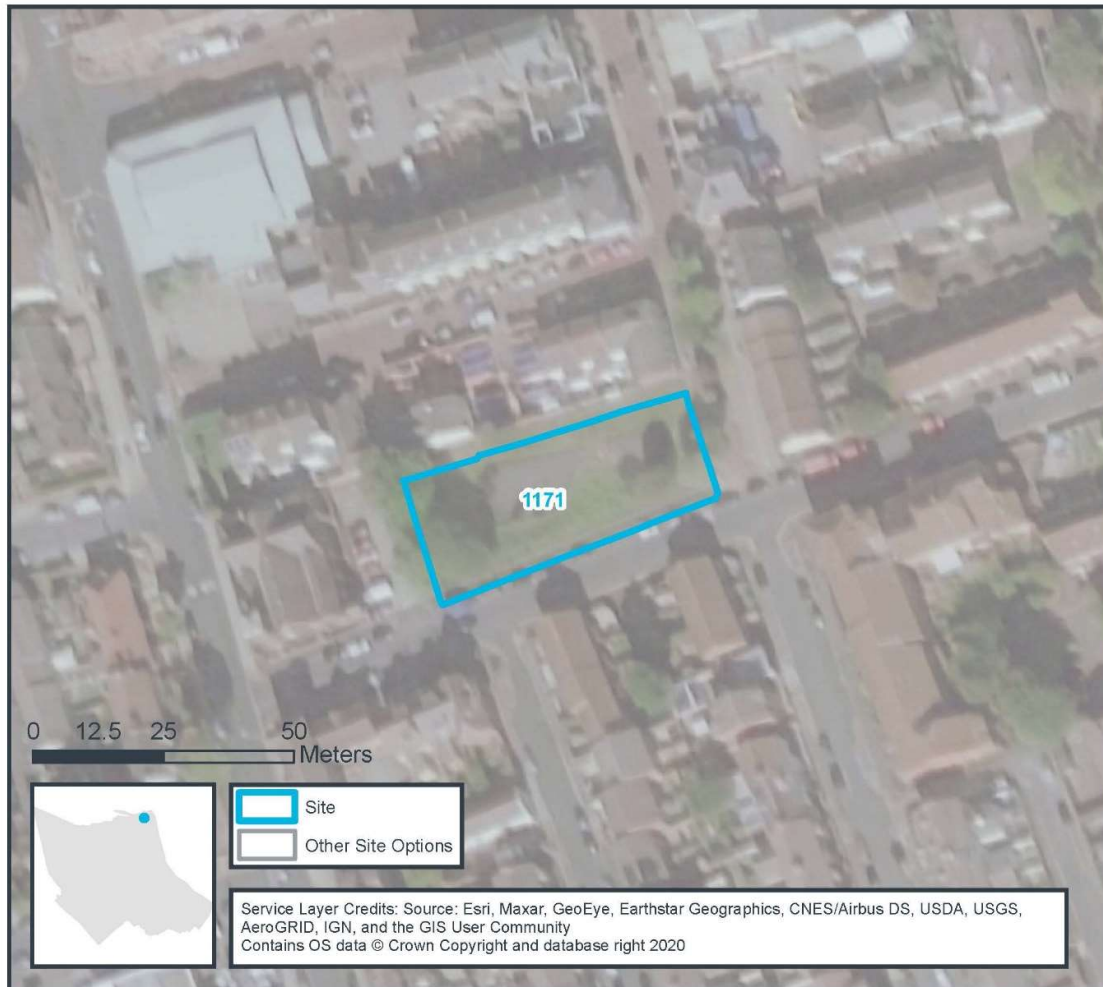 1171
0 12.5 25 50
Meters
Site
Other Site Options
Service Layer Credits: Source: Esri, Maxar, GeoEye, Earthstar Geographics, CNES/Airbus DS, USDA, USGS,
AeroGRID, IGN, and the GIS User Community
Contains OS data © Crown Copyright and database right 2020